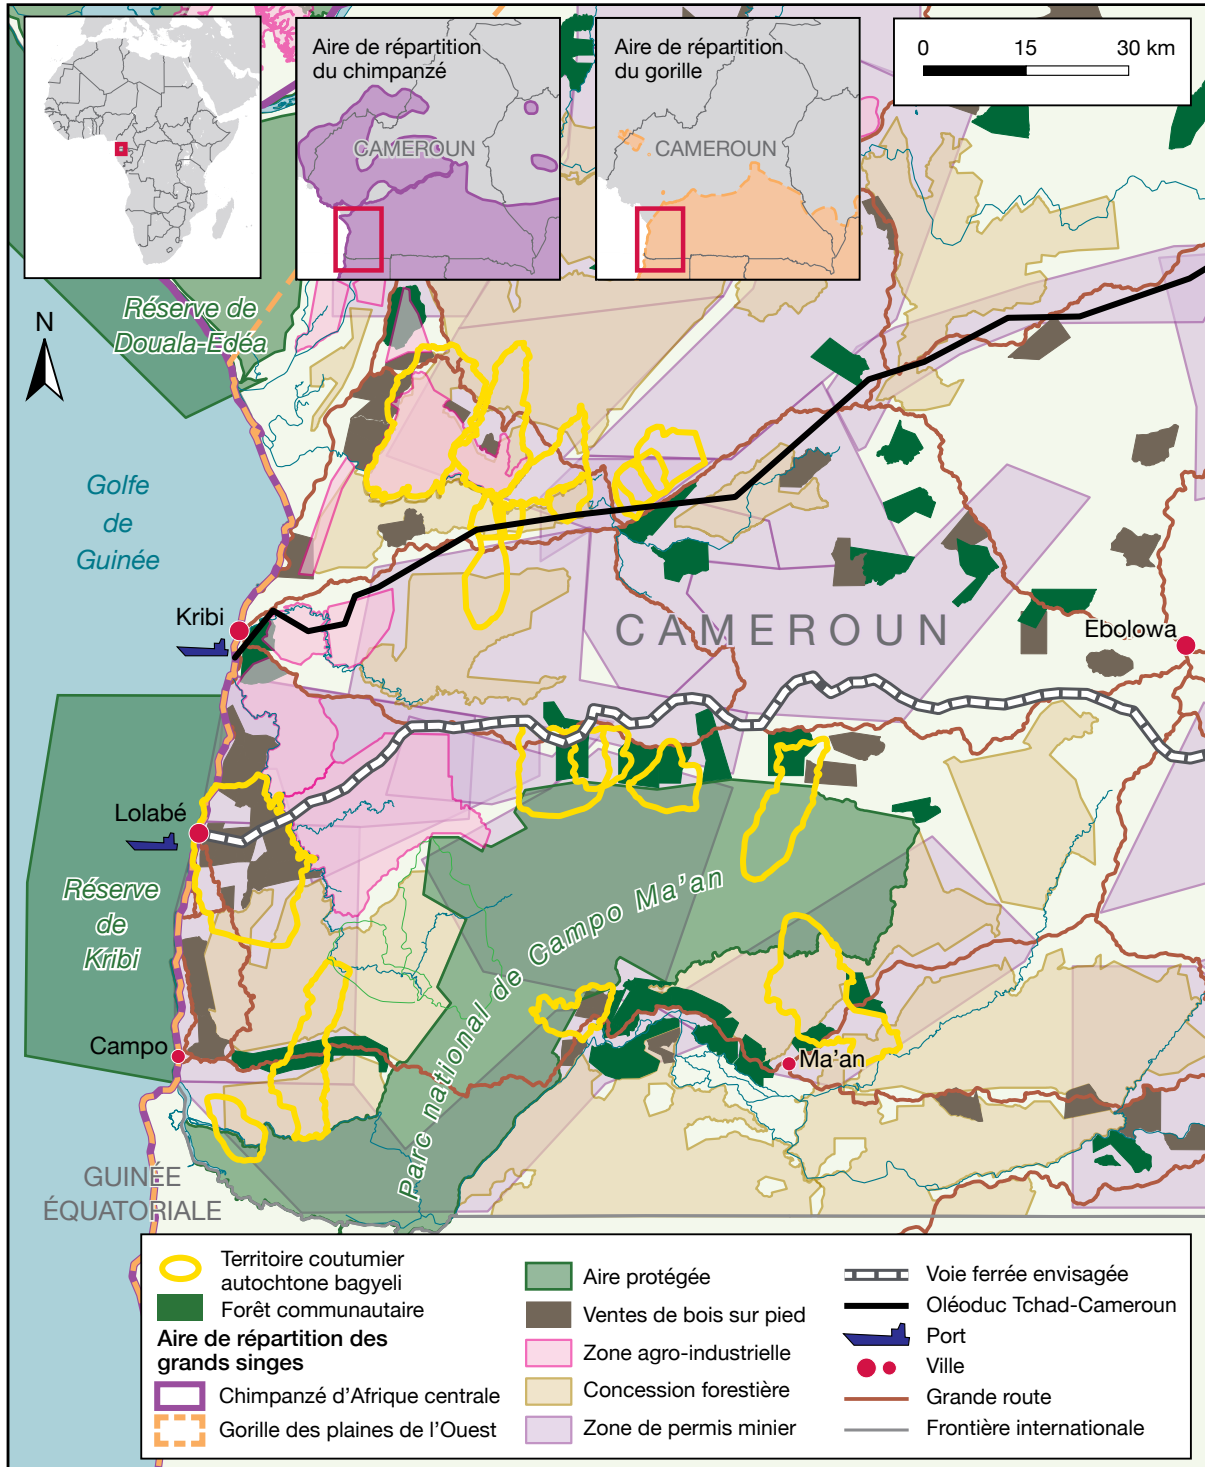 Aire de répartition
du chimpanzé
CAMEROUN
Aire de répartition
du gorille
CAMEROUN
0 15 30 km
Réserve de
Douala-Edéa
N
Golfe
de
Guinée
Kribi
CAMEROUN
Ebolowa
Lolabé
Réserve
de
Kribi
Parc national de Campo Ma’an
Campo
Ma’an
GUINÉE
ÉQUATORIALE
Territoire coutumier
autochtone bagyeli
Forêt communautaire
Aire de répartition des
grands singes
Chimpanzé d’Afrique centrale
Gorille des plaines de l’Ouest
Aire protégée
Ventes de bois sur pied
Zone agro-industrielle
Concession forestière
Zone de permis minier
Voie ferrée envisagée
Oléoduc Tchad-Cameroun
Port
Ville
Grande route
Frontière internationale